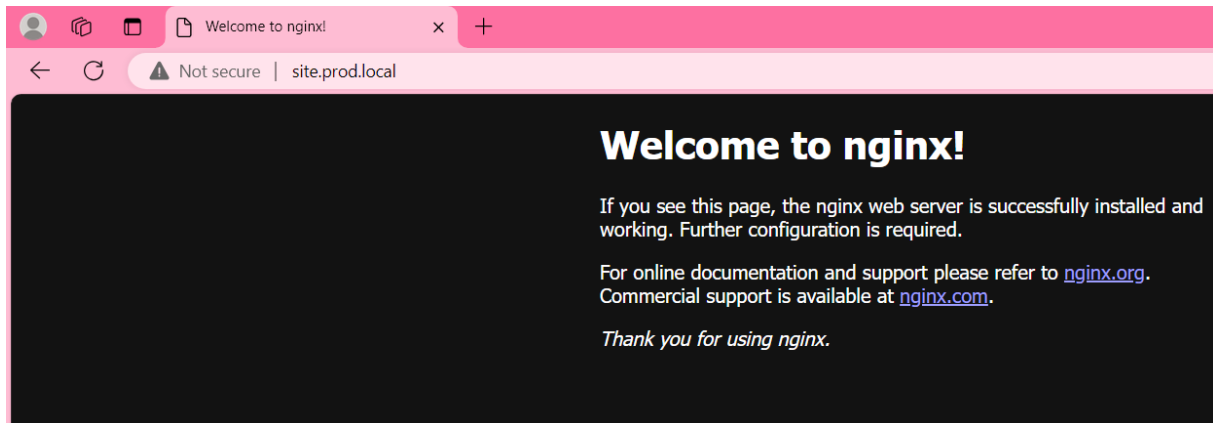 Welcome to nginx!
Not secure | site.prod.local
Welcome to nginx!
If you see this page, the nginx web server is successfully installed and
working. Further configuration is required.
For online documentation and support please refer to nginx.org.
Commercial support is available at nginx.com.
Thank you for using nginx.